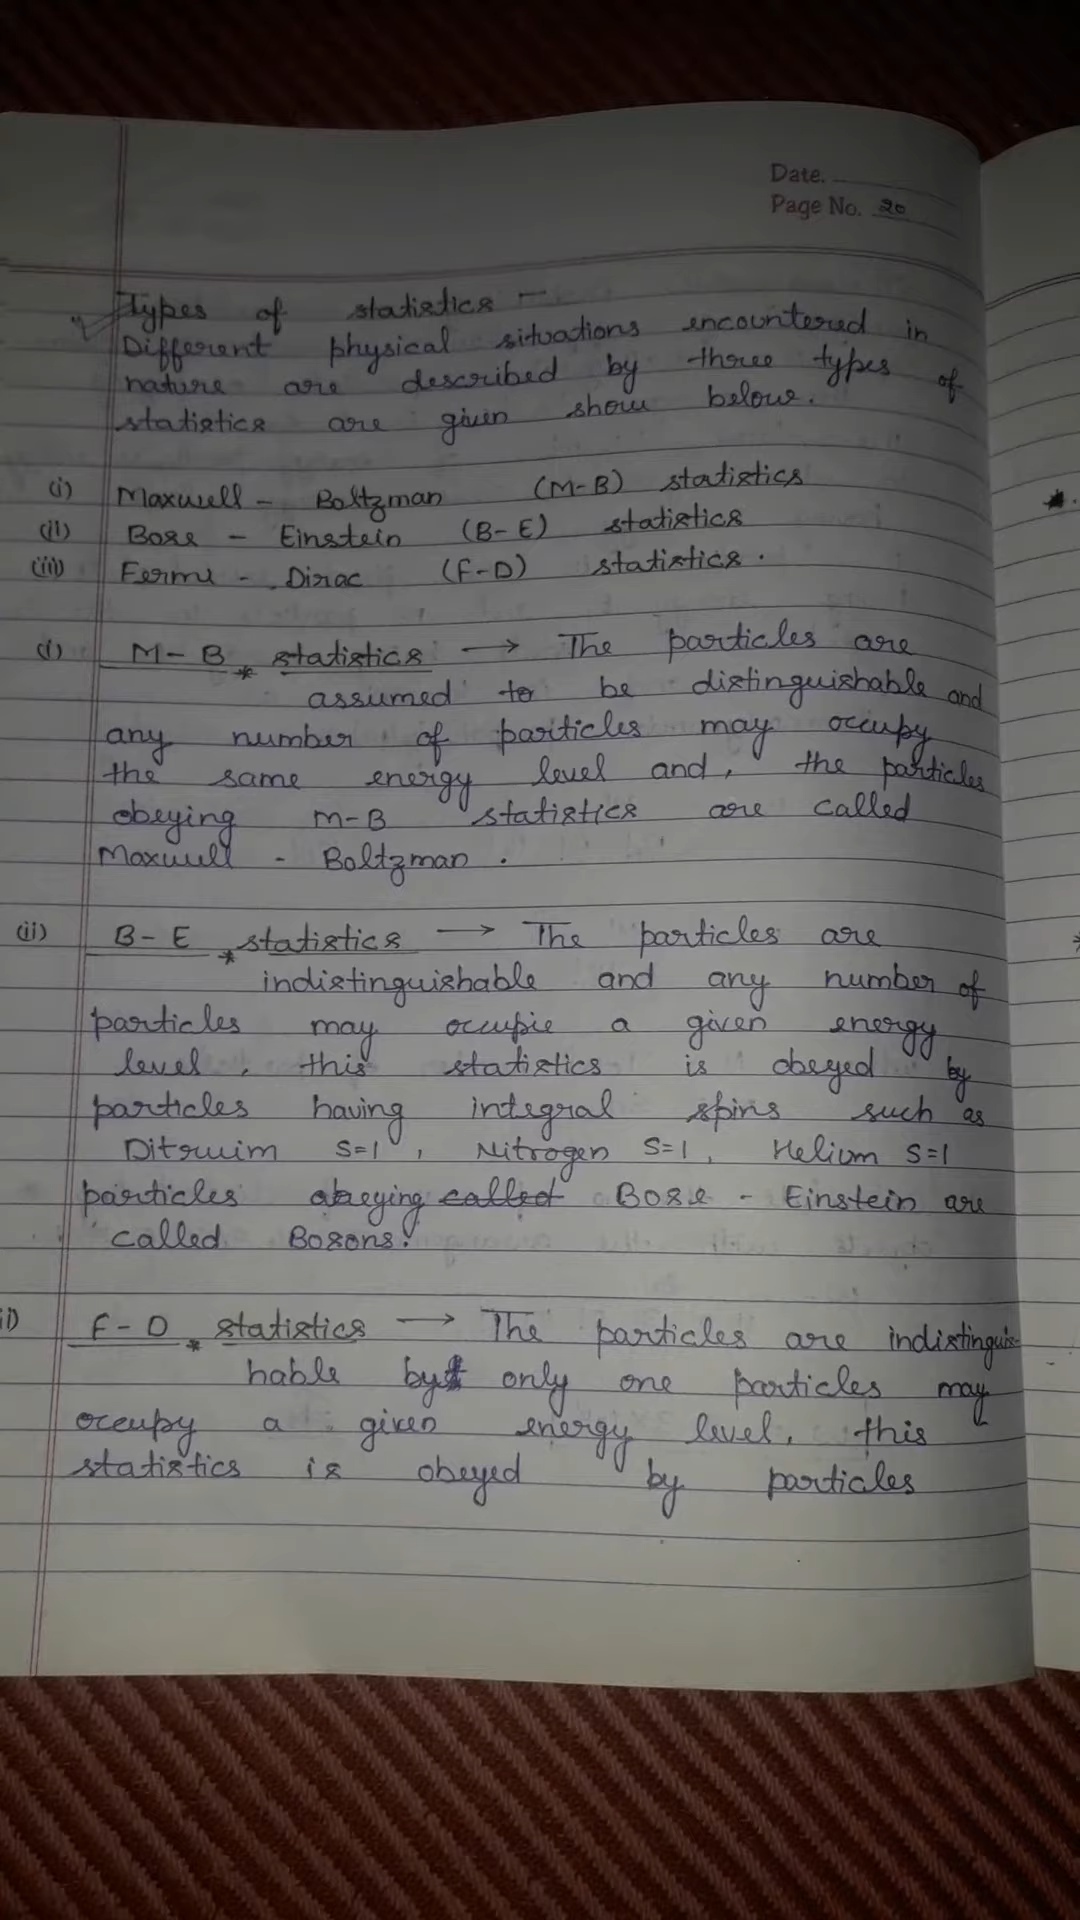 Date.
Page No. 20
Types of statistics -
Different physical situations encountered in
nature are described by three types of
statistics are given show below.
(i) Maxwell - Boltzman (M-B) statistics
(ii) Bose - Einstein (B-E) statistics
(iii) Fermi - Dirac (F-D) statistics.
(i) M-B statistics → The particles are
assumed to be distinguishable and
any number of particles may occupy
the same energy level and, the particles
obeying M-B statistics are called
Maxwell - Boltzman.
(ii) B-E statistics → The particles are
indistinguishable and any number of
particles may occupie a given energy
level, this statistics is obeyed by
particles having integral spins such as
Ditruim S=1, Nitrogen S=1, Helium S=1
particles obeying called Bose - Einstein are
called Bosons.
i) F-D statistics → The particles are indistinguis-
hable but only one particles may
occupy a given energy level, this
statistics is obeyed by particles